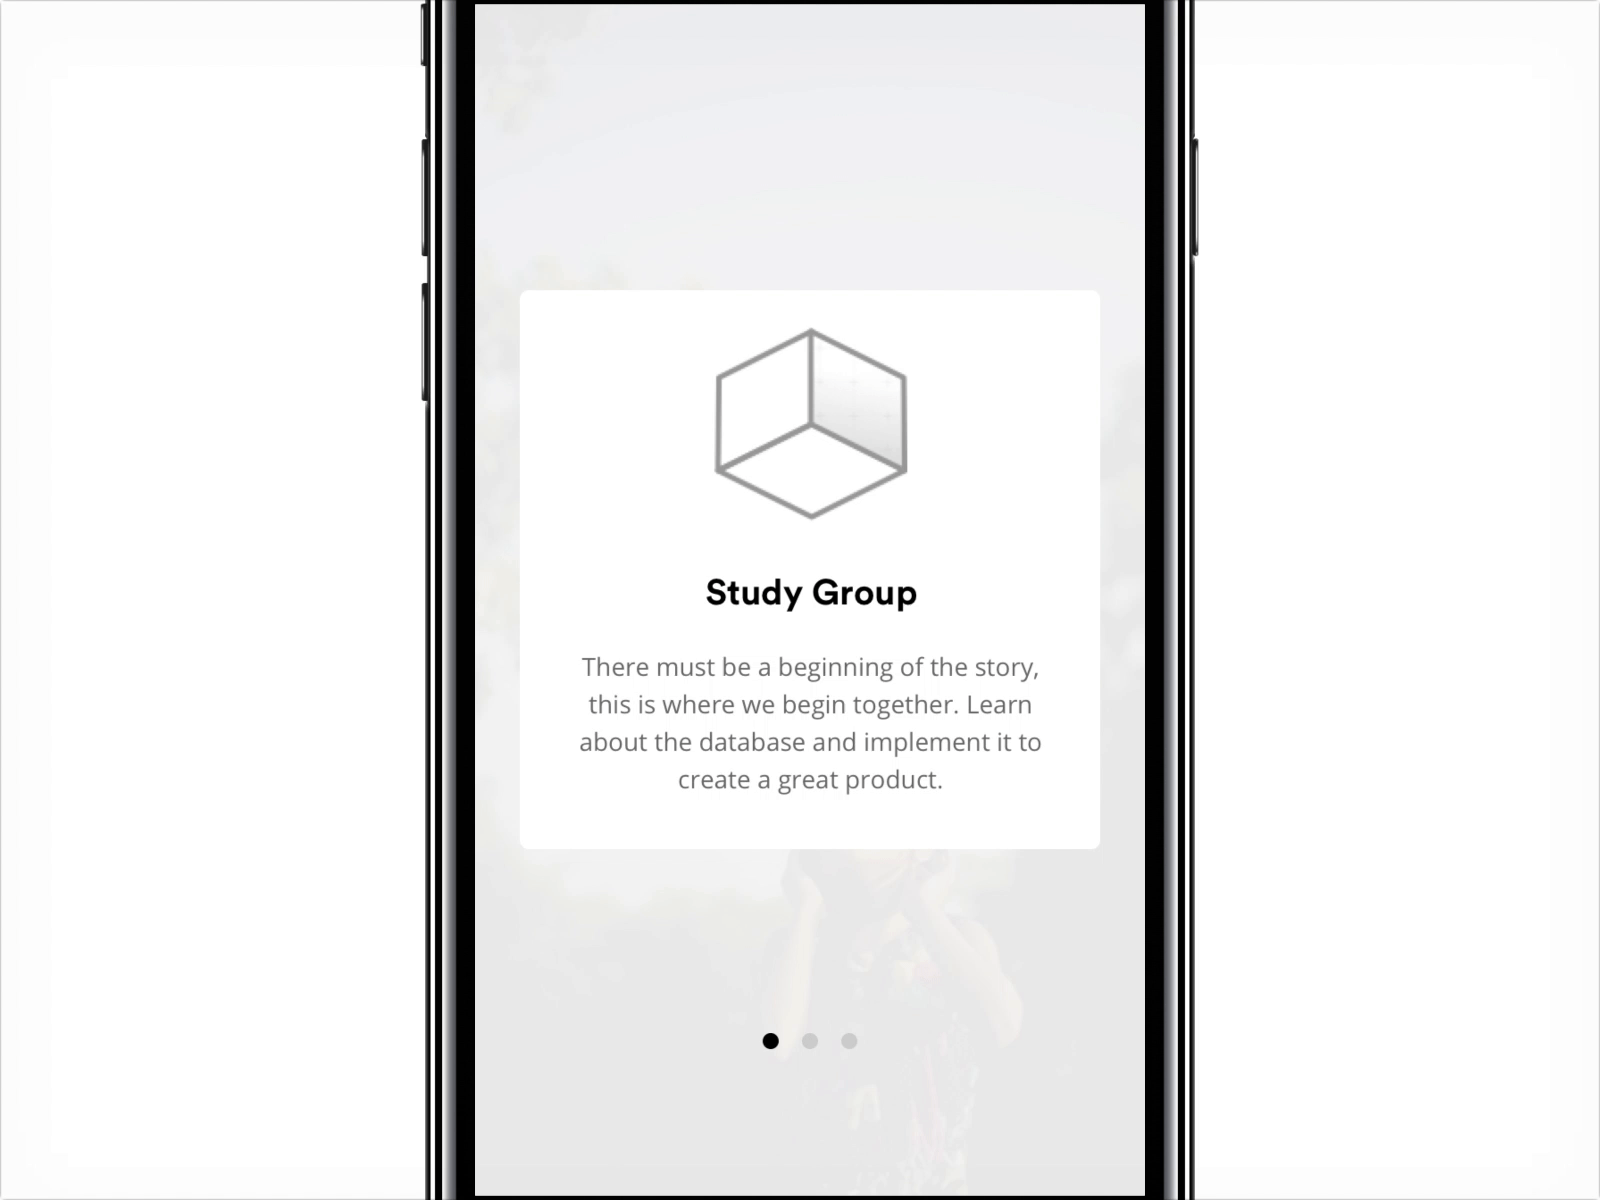 Study Group
There must be a beginning of the story,
this is where we begin together. Learn
about the database and implement it to
create a great product.